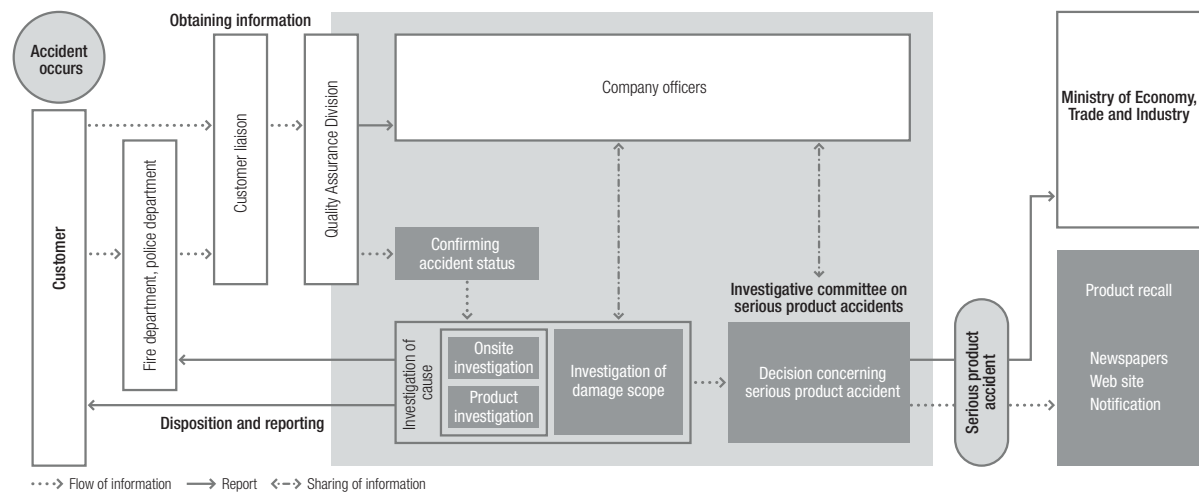 Obtaining information
Accident
occurs
Customer
Fire department, police department
Customer liaison
Quality Assurance Division
Company officers
Ministry of Economy,
Trade and Industry
Confirming
accident status
Investigative committee on
serious product accidents
Investigation of
cause
Onsite
investigation
Product
investigation
Investigation of
damage scope
Decision concerning
serious product accident
Serious product
accident
Product recall
Newspapers
Web site
Notification
Disposition and reporting
Flow of information
Report
Sharing of information